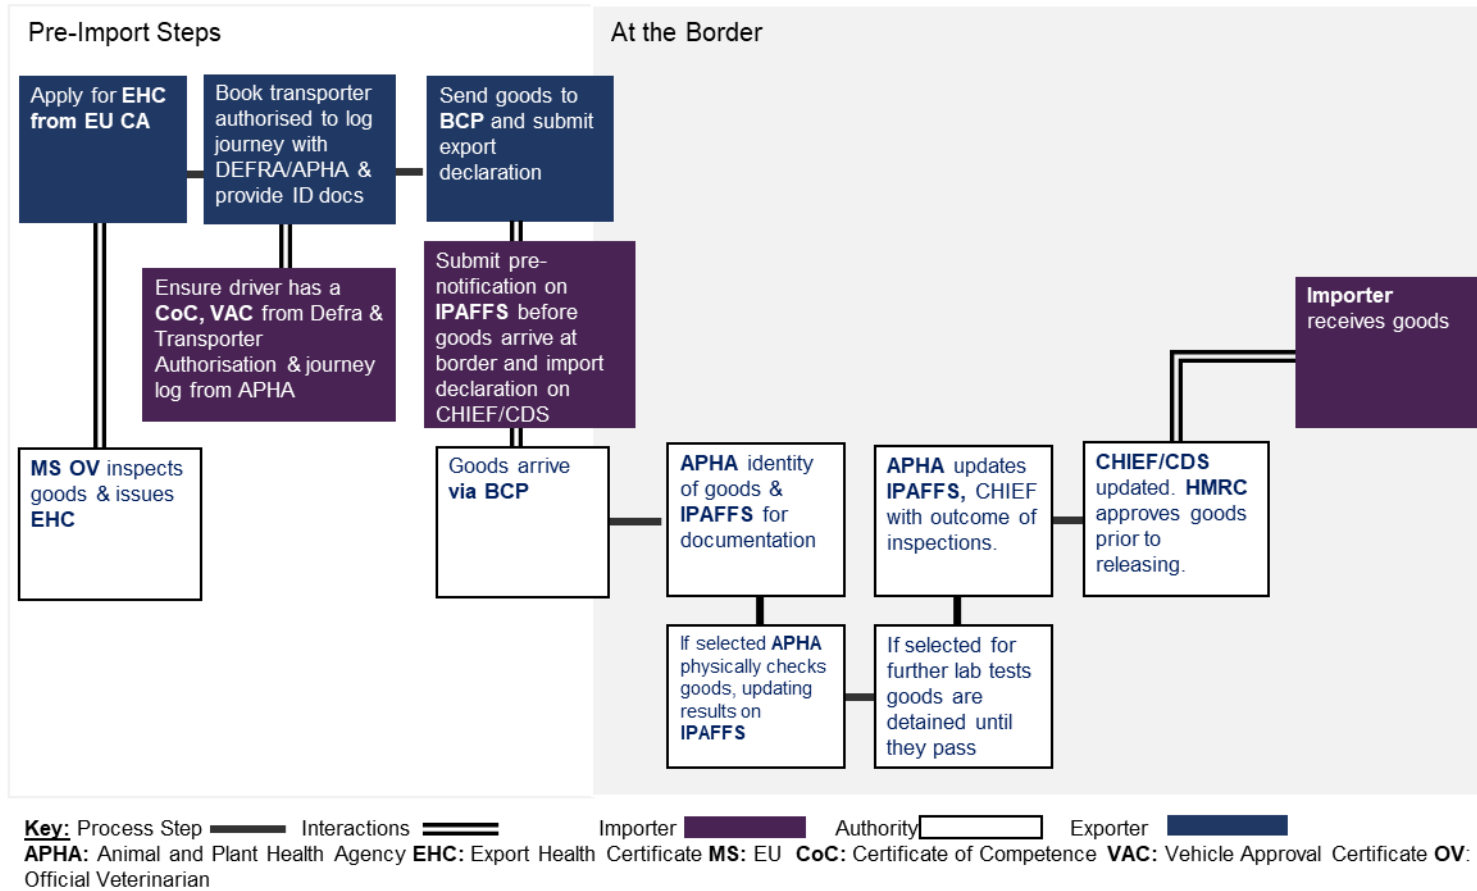 Pre-Import Steps
At the Border
Apply for EHC
from EU CA
Book transporter
authorised to log
journey with
DEFRA/APHA &
provide ID docs
Send goods to
BCP and submit
export
declaration
Ensure driver has a
CoC, VAC from Defra &
Transporter
Authorisation & journey
log from APHA
Submit pre-
notification on
IPAFFS before
goods arrive at
border and import
declaration on
CHIEF/CDS
Importer
receives goods
MS OV inspects
goods & issues
EHC
Goods arrive
via BCP
APHA identity
of goods &
IPAFFS for
documentation
APHA updates
IPAFFS, CHIEF
with outcome of
inspections.
CHIEF/CDS
updated. HMRC
approves goods
prior to
releasing.
If selected APHA
physically checks
goods, updating
results on
IPAFFS
If selected for
further lab tests
goods are
detained until
they pass
Key: Process Step Interactions Importer Authority Exporter
APHA: Animal and Plant Health Agency EHC: Export Health Certificate MS: EU CoC: Certificate of Competence VAC: Vehicle Approval Certificate OV:
Official Veterinarian